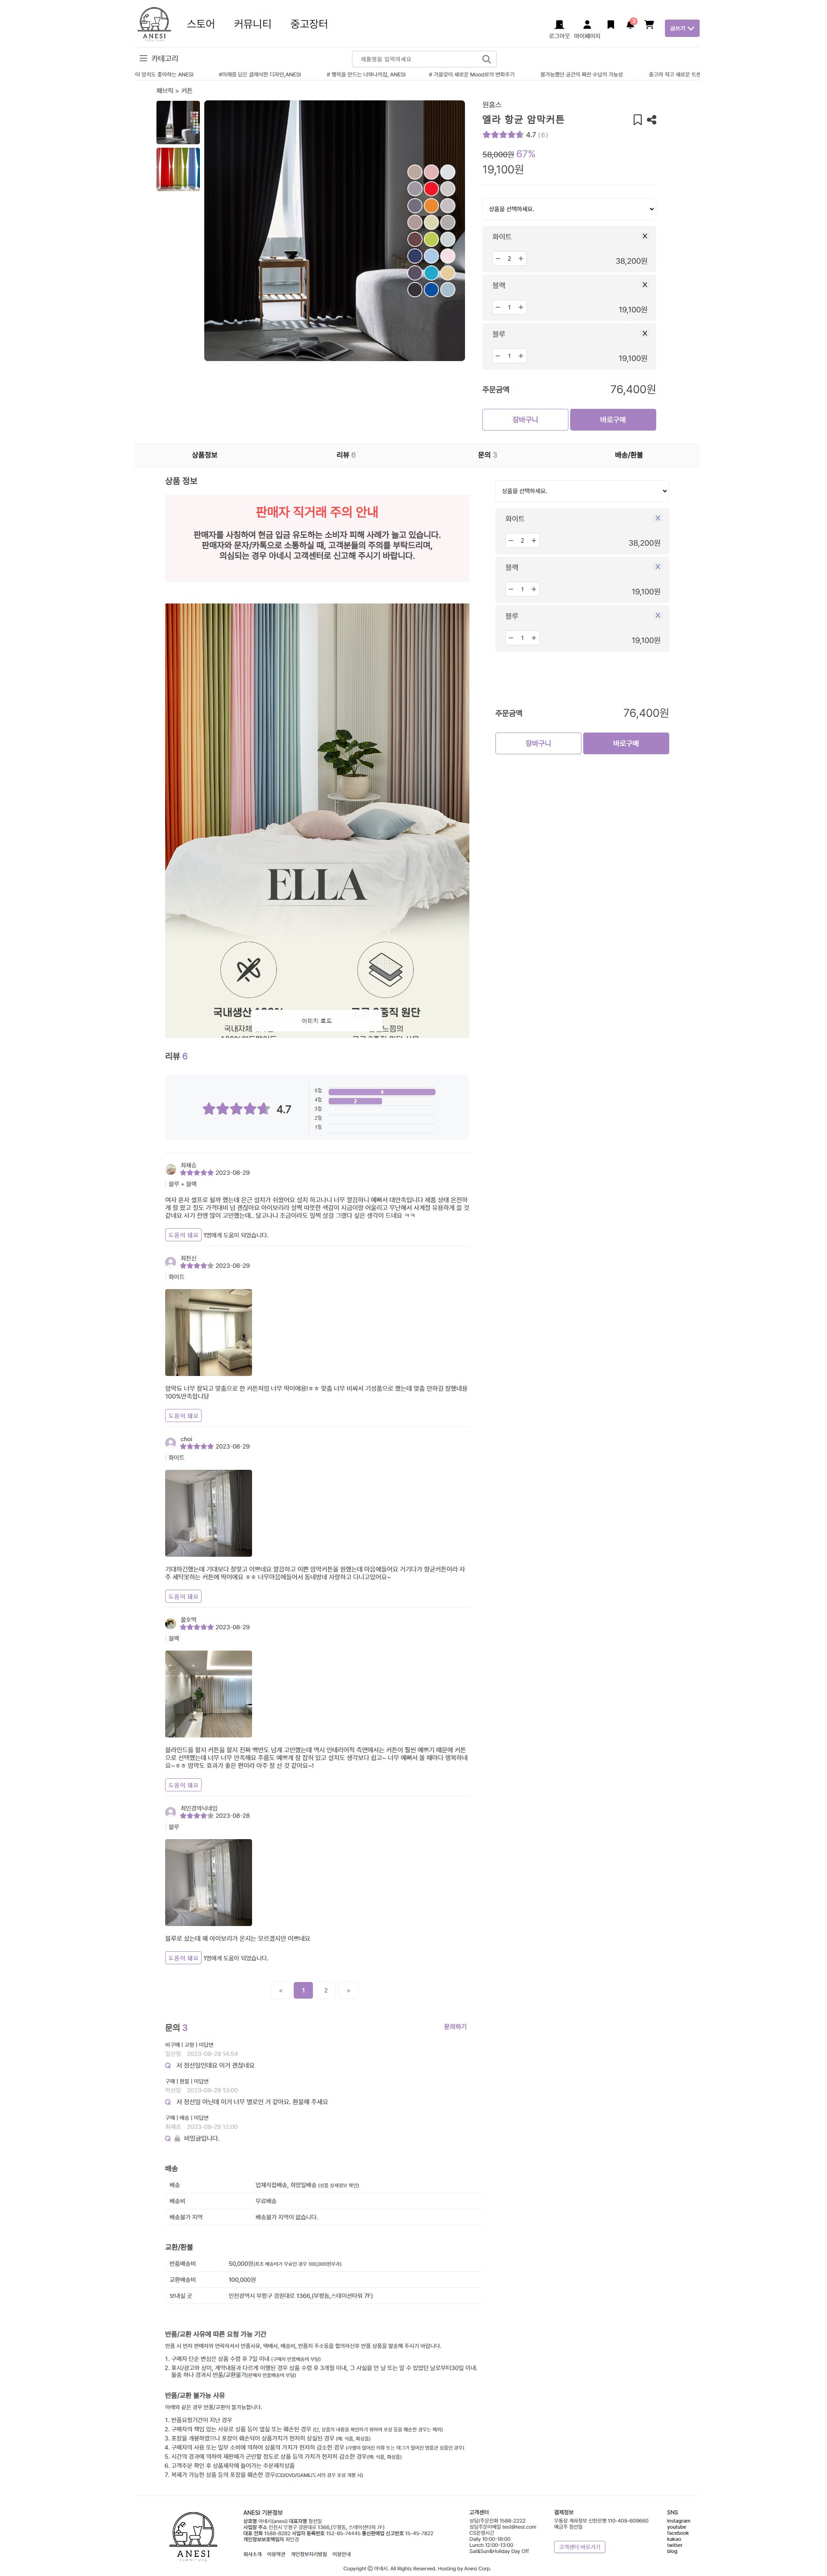 ANESI
스토어
커뮤니티
중고장터
로그아웃 마이페이지
글쓰기
카테고리
제품명을 입력하세요
#미래를 담은 클래식한 디자인,ANESI
# 행복을 만드는 너와나의집, ANESI
# 가을맞이 새로운 Mood로의 변화주기
불가능했던 공간의 꽉찬 수납의 가능성
패브릭 > 커튼
원홈스
엘라 항균 암막커튼
4.7 (6)
58,000원 67%
19,100원
상품을 선택하세요.
화이트 X
− 2 + 38,200원
블랙 X
− 1 + 19,100원
블루 X
− 1 + 19,100원
주문금액 76,400원
장바구니 바로구매
상품정보 리뷰 6 문의 3 배송/환불
상품 정보
판매자 직거래 주의 안내
판매자를 사칭하여 현금 입금 유도하는 소비자 피해 사례가 늘고 있습니다.
판매자와 문자/카톡으로 소통하실 때, 고객분들의 주의를 부탁드리며,
의심되는 경우 아네시 고객센터로 신고해 주시기 바랍니다.
상품을 선택하세요.
화이트 X
− 2 + 38,200원
블랙 X
− 1 + 19,100원
블루 X
− 1 + 19,100원
주문금액 76,400원
장바구니 바로구매
ELLA
국내생산
원단
이미지 로드
리뷰 6
4.7
5점 4
4점 2
3점
2점
1점
최재슴
2023-08-29
블루 + 블랙
여자 혼자 셀프로 될까 했는데 은근 설치가 쉬웠어요 설치 하고나니 너무 깔끔하니 예뻐서 대만족입니다 제품 상태 온전하
게 잘 왔고 질도 가격대비 넘 괜찮아요 아이보리라 살짝 따뜻한 색감이 지금이랑 어울리고 무난해서 사계절 유용하게 쓸 것
같네요 사기 전엔 많이 고민했는데.. 달고나니 조금이라도 일찍 살걸 그랬다 싶은 생각이 드네요 ㅋㅋ
도움이 돼요 1명에게 도움이 되었습니다.
최찬신
2023-08-29
화이트
암막도 너무 잘되고 맞춤으로 한 커튼처럼 너무 딱이에용!ㅎㅎ 맞춤 너무 비싸서 기성품으로 했는데 맞춤 안하길 잘했네용
100%만족합니당
도움이 돼요
choi
2023-08-29
화이트
기대하긴했는데 기대보다 잘맞고 이쁘네요 깔끔하고 이쁜 암막커튼을 원했는데 마음에들어요 거기다가 항균커튼이라 자
주 세탁못하는 커튼에 딱이에요 ㅎㅎ 너무마음에들어서 동네방네 자랑하고 다니고있어요~
도움이 돼요
꿀호떡
2023-08-29
블랙
블라인드를 할지 커튼을 할지 진짜 백번도 넘게 고민했는데 역시 인테리어적 측면에서는 커튼이 훨씬 예쁘기 때문에 커튼
으로 선택했는데 너무 너무 만족해요 주름도 예쁘게 잘 잡혀 있고 설치도 생각보다 쉽고~ 너무 예뻐서 볼 때마다 행복하네
요~ㅎㅎ 암막도 효과가 좋은 편이라 아주 잘 산 것 같아요~!
도움이 돼요
최민경의닉네임
2023-08-28
블루
블루로 샀는데 왜 아이보리가 온지는 모르겠지만 이쁘네요
도움이 돼요 1명에게 도움이 되었습니다.
< 1 2 >
문의 3 문의하기
비구매 | 교환 | 미답변
일선정 2023-08-29 14:54
Q 저 정선일인데요 이거 괜찮네요
구매 | 환불 | 미답변
박선일 2023-08-29 13:00
Q 저 정선일 아닌데 이거 너무 별로인 거 같아요. 환불해 주세요
구매 | 배송 | 미답변
최재승 2023-08-29 12:00
Q 비밀글입니다.
배송
배송 업체직접배송, 희망일배송 (상품 상세정보 확인)
배송비 무료배송
배송불가 지역 배송불가 지역이 없습니다.
교환/환불
반품배송비 50,000원(최초 배송비가 무료인 경우 100,000원부과)
교환배송비 100,000원
보내실 곳 인천광역시 부평구 경원대로 1366,(부평동,스테이션타워 7F)
반품/교환 사유에 따른 요청 가능 기간
반품 시 먼저 판매자와 연락하셔서 반품사유, 택배사, 배송비, 반품지 주소등을 협의하신후 반품 상품을 발송해 주시기 바랍니다.
1. 구매자 단순 변심은 상품 수령 후 7일 이내 (구매자 반품배송비 부담)
2. 표시/광고와 상이, 계약내용과 다르게 이행된 경우 상품 수령 후 3개월 이내, 그 사실을 안 날 또는 알 수 있었던 날로부터30일 이내.
둘중 하나 경과시 반품/교환불가(판매자 반품배송비 부담)
반품/교환 불가능 사유
아래와 같은 경우 반품/교환이 불가능합니다.
1. 반품요청기간이 지난 경우
2. 구매자의 책임 있는 사유로 상품 등이 멸실 또는 훼손된 경우 (단, 상품의 내용을 확인하기 위하여 포장 등을 훼손한 경우는 제외)
3. 포장을 개봉하였으나 포장이 훼손되어 상품가치가 현저히 상실된 경우 (예: 식품, 화장품)
4. 구매자의 사용 또는 일부 소비에 의하여 상품의 가치가 현저히 감소한 경우 (라벨이 떨어진 의류 또는 태그가 떨어진 명품관 상품인 경우)
5. 시간의 경과에 의하여 재판매가 곤란할 정도로 상품 등의 가치가 현저히 감소한 경우(예: 식품, 화장품)
6. 고객주문 확인 후 상품제작에 들어가는 주문제작상품
7. 복제가 가능한 상품 등의 포장을 훼손한 경우(CD/DVD/GAME/도서의 경우 포장 개봉 시)
ANESI
ANESI 기본정보
상호명 아네시(anesi) 대표자명 정선일
사업장 주소 인천시 부평구 경원대로 1366,(부평동, 스테이션타워 7F)
대표 전화 1588-8282 사업자 등록번호 152-85-74445 통신판매업 신고번호 15-45-7822
개인정보보호책임자 최민경
회사소개 이용약관 개인정보처리방침 이용안내
고객센터
상담/주문전화 1588-2222
상담주문이메일 test@test.com
CS운영시간
Daily 10:00-18:00
Lunch 12:00-13:00
Sat&Sun&Holiday Day Off
결제정보
무통장 계좌정보 신한은행 110-409-609660
예금주 정선일
고객센터 바로가기
SNS
instagram
youtube
facebook
kakao
twitter
blog
Copyright ⓒ 아네시. All Rights Reserved. Hosting by Anesi Corp.